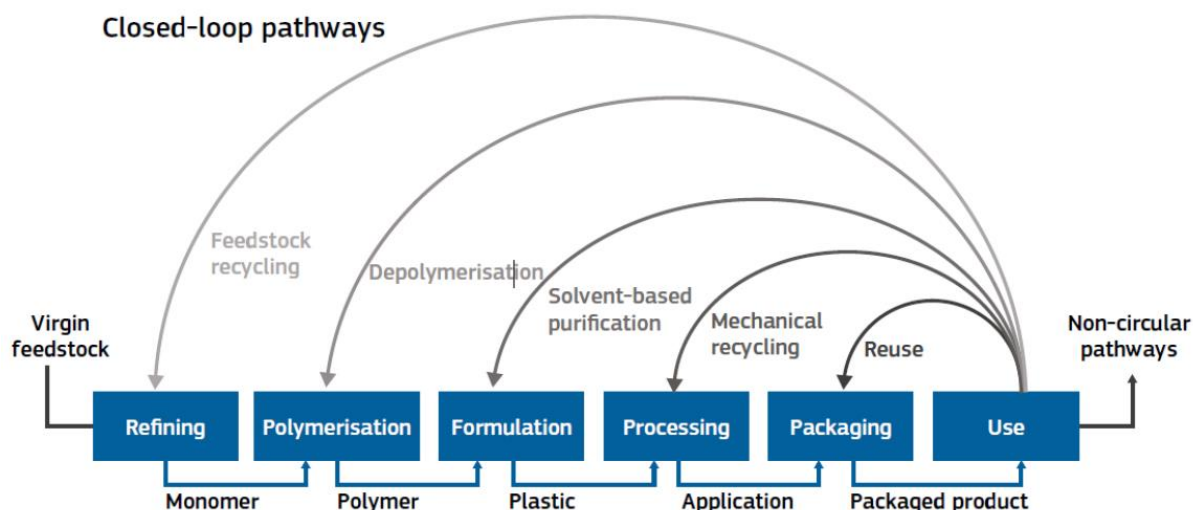 Closed-loop pathways
Feedstock
recycling
Depolymerisation
Solvent-based
purification
Mechanical
recycling
Reuse
Virgin
feedstock
Non-circular
pathways
Refining
Polymerisation
Formulation
Processing
Packaging
Use
Monomer
Polymer
Plastic
Application
Packaged product